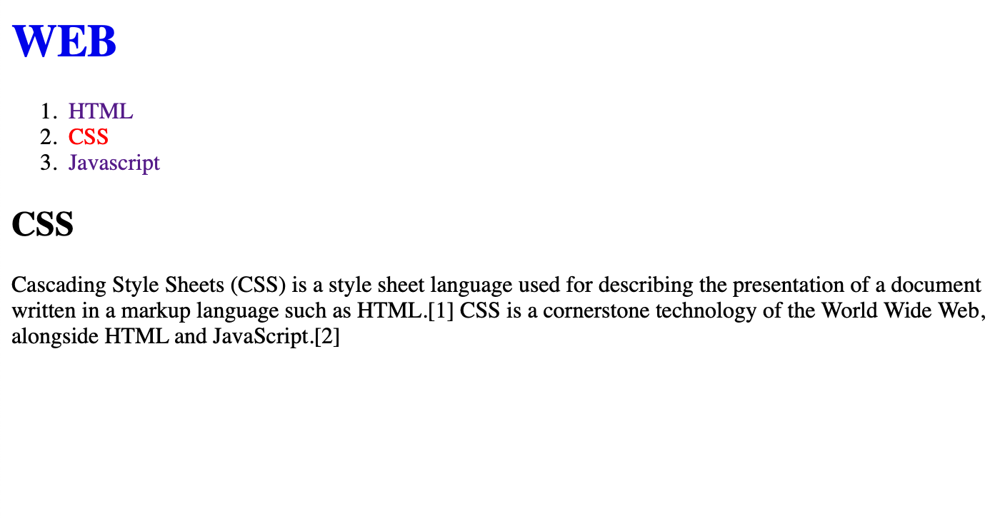 WEB
1. HTML
2. CSS
3. Javascript
CSS
Cascading Style Sheets (CSS) is a style sheet language used for describing the presentation of a document
written in a markup language such as HTML.[1] CSS is a cornerstone technology of the World Wide Web,
alongside HTML and JavaScript.[2]